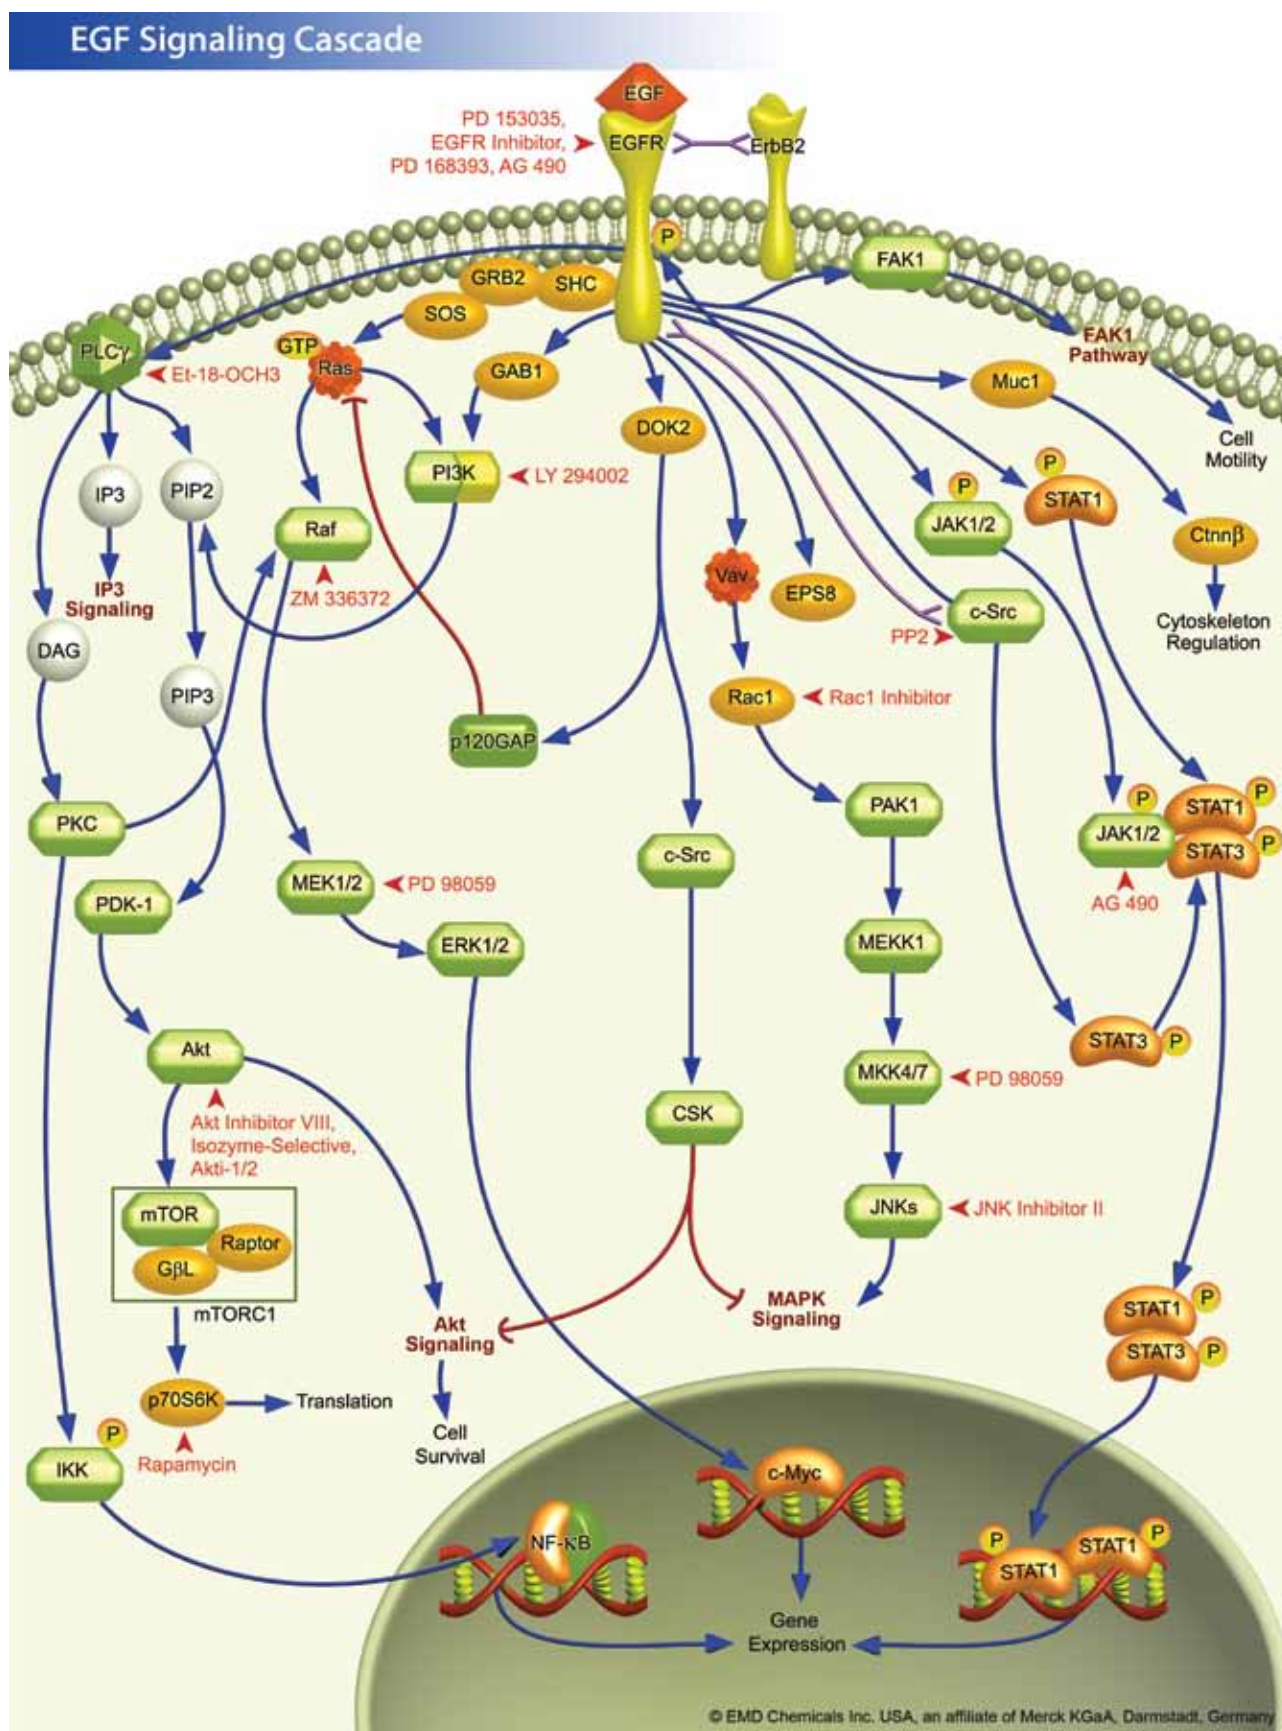 EGF Signaling Cascade
EGF
PD 153035,
EGFR Inhibitor,
PD 168393, AG 490
EGFR
ErbB2
P
FAK1
GRB2
SHC
SOS
GTP
Ras
PLCγ
Et-18-OCH3
GAB1
FAK1
Pathway
Muc1
DOK2
Cell
Motility
PI3K
LY 294002
P
STAT1
P
JAK1/2
IP3
PIP2
Raf
Ctnnβ
Vav
EPS8
IP3
Signaling
ZM 336372
c-Src
PP2
Cytoskeleton
Regulation
DAG
PIP3
Rac1
Rac1 Inhibitor
p120GAP
PKC
PAK1
P
STAT1
P
JAK1/2
STAT3
P
AG 490
c-Src
MEK1/2
PD 98059
PDK-1
ERK1/2
MEKK1
Akt
STAT3
P
MKK4/7
PD 98059
CSK
Akt Inhibitor VIII,
Isozyme-Selective,
Akti-1/2
mTOR
Raptor
GβL
mTORC1
JNKs
JNK Inhibitor II
MAPK
Signaling
Akt
Signaling
STAT1
P
STAT3
P
p70S6K
Translation
Rapamycin
Cell
Survival
P
IKK
c-Myc
NF-κB
P
STAT1
STAT1
P
Gene
Expression
© EMD Chemicals Inc. USA, an affiliate of Merck KGaA, Darmstadt, Germany